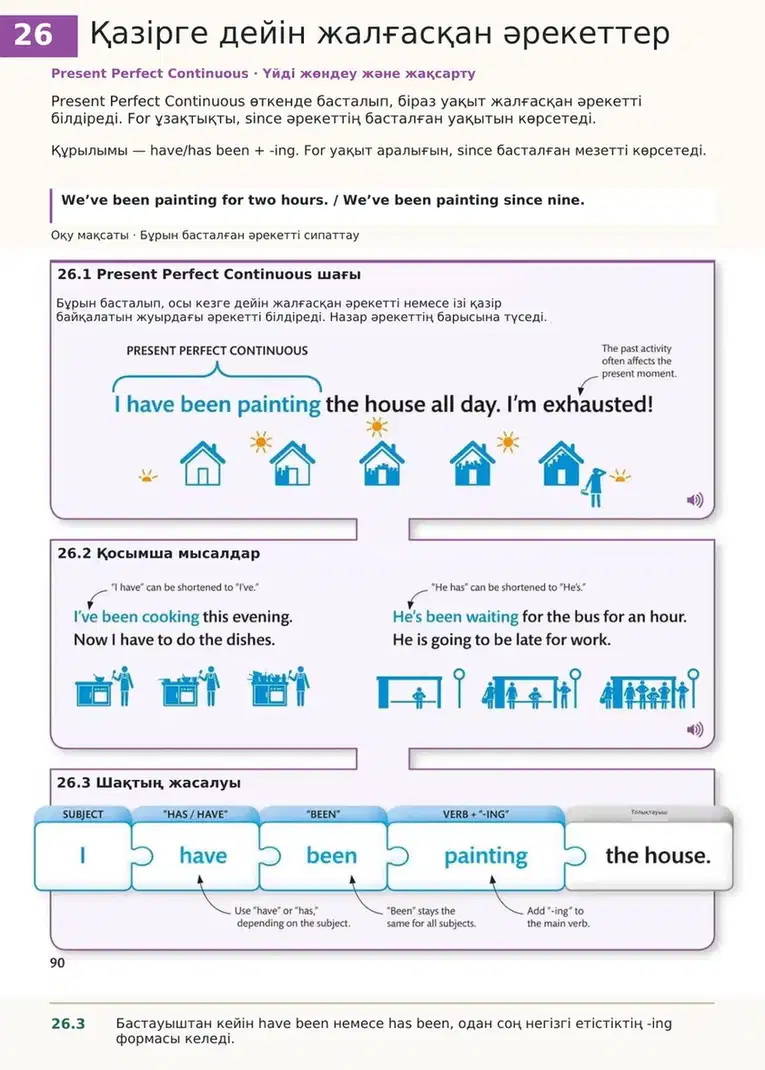 26
Қазірге дейін жалғасқан әрекеттер
Present Perfect Continuous · Үйді жөндеу және жақсарту
Present Perfect Continuous өткенде басталып, біраз уақыт жалғасқан әрекетті
білдіреді. For ұзақтықты, since әрекеттің басталған уақытын көрсетеді.
Құрылымы — have/has been + -ing. For уақыт аралығын, since басталған мезетті көрсетеді.
We’ve been painting for two hours. / We’ve been painting since nine.
Оқу мақсаты · Бұрын басталған әрекетті сипаттау
26.1 Present Perfect Continuous шағы
Бұрын басталып, осы кезге дейін жалғасқан әрекетті немесе ізі қазір
байқалатын жуырдағы әрекетті білдіреді. Назар әрекеттің барысына түседі.
PRESENT PERFECT CONTINUOUS
The past activity
often affects the
present moment.
I have been painting the house all day. I’m exhausted!
26.2 Қосымша мысалдар
"I have" can be shortened to "I’ve."
I’ve been cooking this evening.
Now I have to do the dishes.
"He has" can be shortened to "He’s."
He’s been waiting for the bus for an hour.
He is going to be late for work.
26.3 Шақтың жасалуы
SUBJECT
"HAS / HAVE"
"BEEN"
VERB + "-ING"
Толықтауыш
I
have
been
painting
the house.
Use "have" or "has,"
depending on the subject.
"Been" stays the
same for all subjects.
Add "-ing" to
the main verb.
90
26.3
Бастауыштан кейін have been немесе has been, одан соң негізгі етістіктің -ing
формасы келеді.